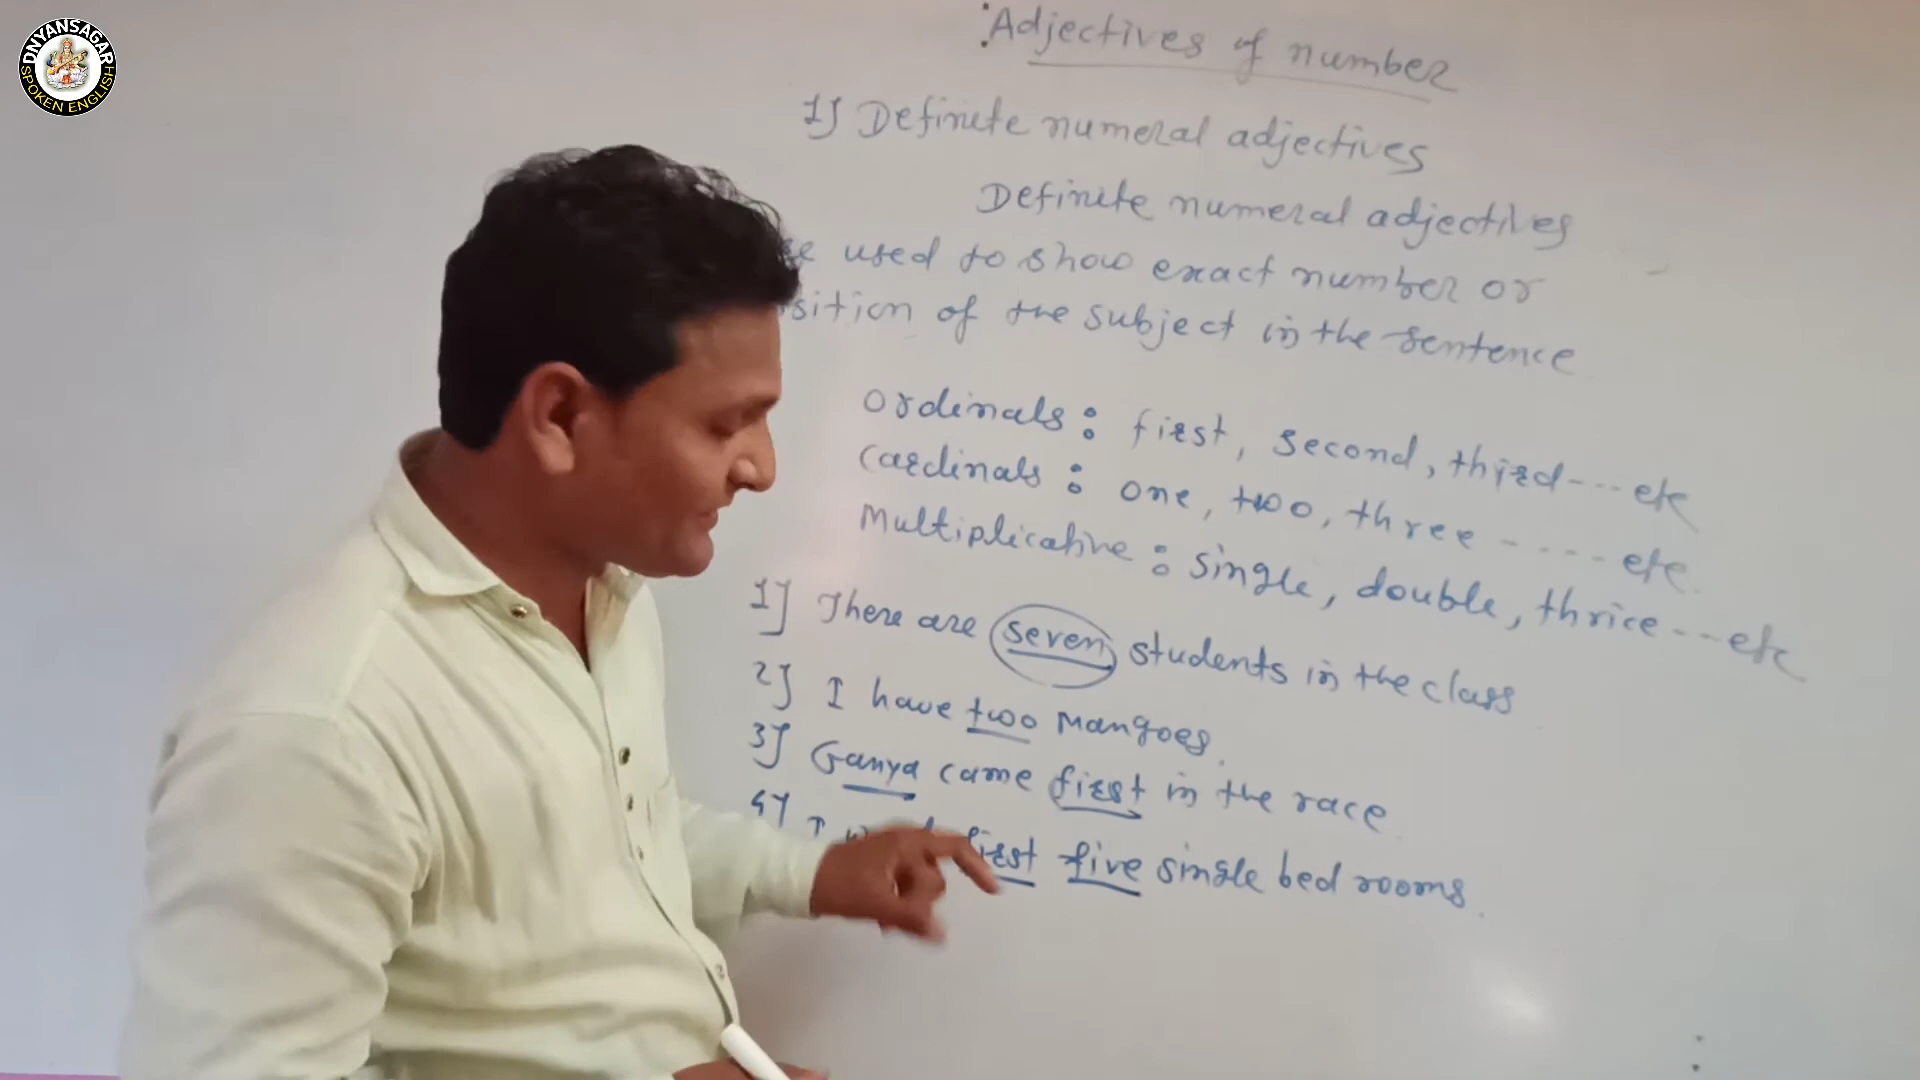 DNYANSAGAR
SPOKEN ENGLISH
:Adjectives of number
1] Definite numeral adjectives
Definite numeral adjectives
used to show exact number or
of the subject in the sentence
Ordinals : first, second, third---etc
Cardinals : one, two, three -----etc.
Multiplicative : single, double, thrice---etc
1] There are seven students in the class
2] I have two Mangoes.
3] Ganya came first in the race
4] I first five single bed rooms.